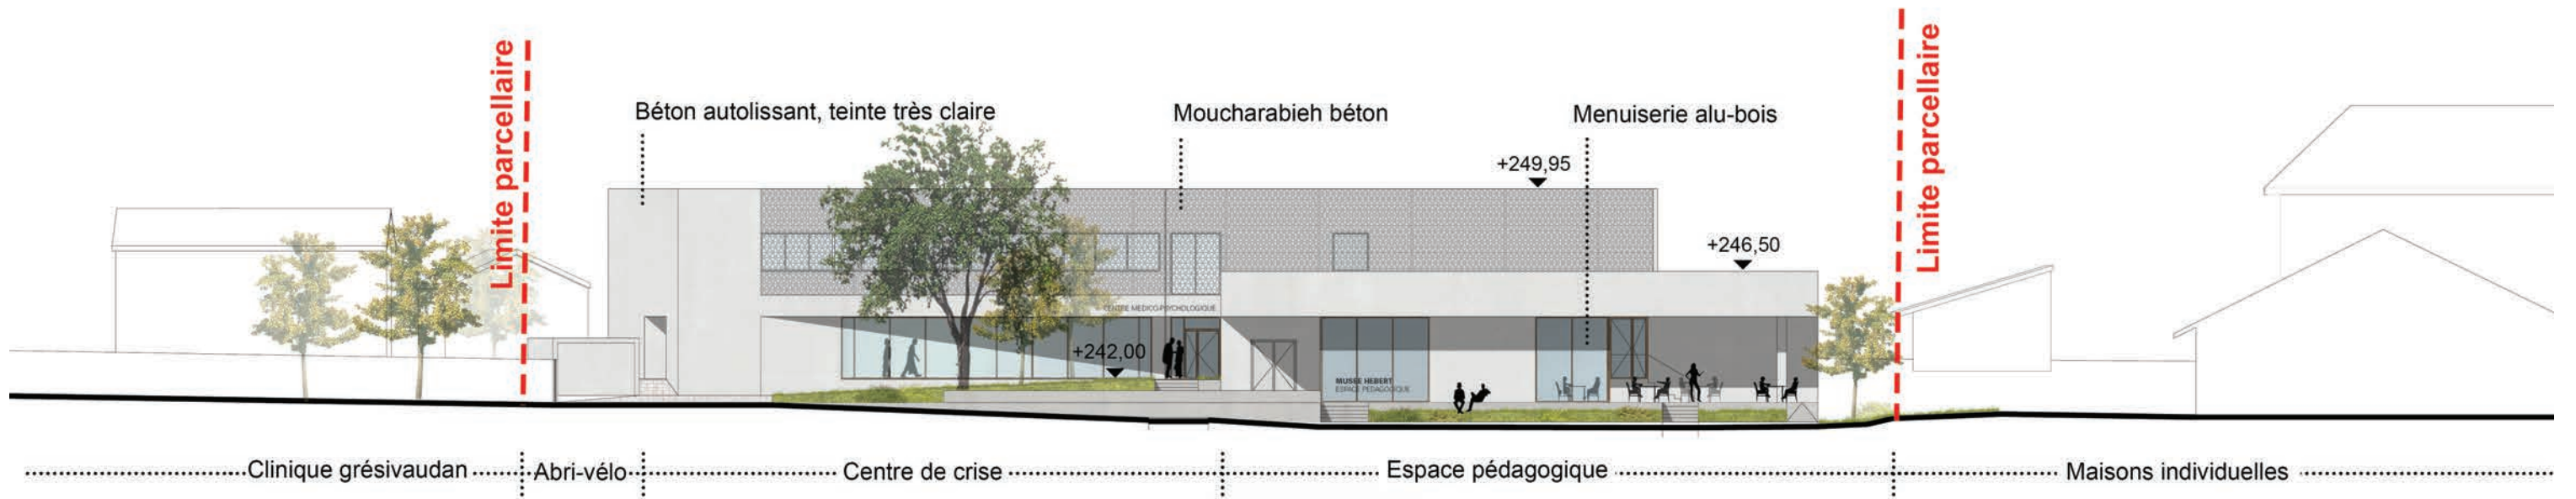 Limite parcellaire
Limite parcellaire
Béton autolissant, teinte très claire
Moucharabieh béton
Menuiserie alu-bois
+249,95
+246,50
CENTRE MEDICO-PSYCHOLOGIQUE
+242,00
MUSEE HEBERT
ESPACE PEDAGOGIQUE
Clinique grésivaudan
Abri-vélo
Centre de crise
Espace pédagogique
Maisons individuelles